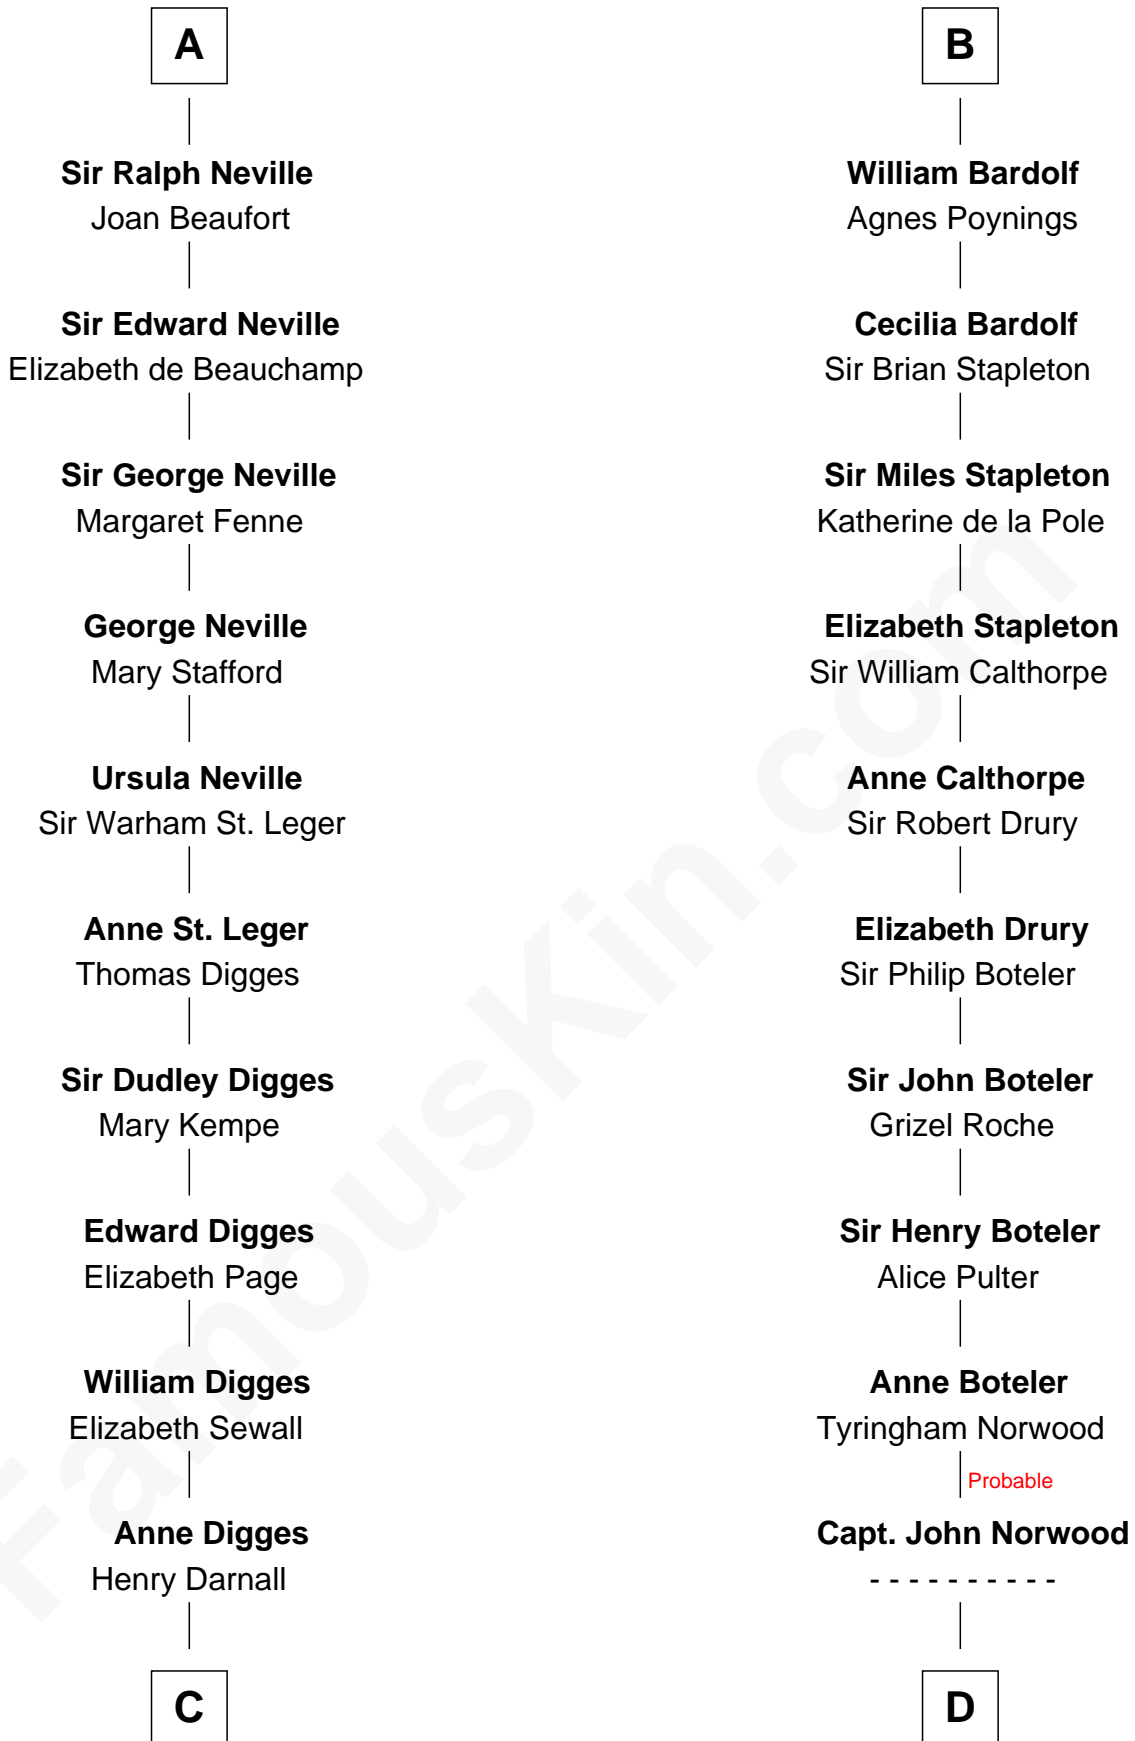 A
Sir Ralph Neville
Joan Beaufort
Sir Edward Neville
Elizabeth de Beauchamp
Sir George Neville
Margaret Fenne
George Neville
Mary Stafford
Ursula Neville
Sir Warham St. Leger
Anne St. Leger
Thomas Digges
Sir Dudley Digges
Mary Kempe
Edward Digges
Elizabeth Page
William Digges
Elizabeth Sewall
Anne Digges
Henry Darnall
C
B
William Bardolf
Agnes Poynings
Cecilia Bardolf
Sir Brian Stapleton
Sir Miles Stapleton
Katherine de la Pole
Elizabeth Stapleton
Sir William Calthorpe
Anne Calthorpe
Sir Robert Drury
Elizabeth Drury
Sir Philip Boteler
Sir John Boteler
Grizel Roche
Sir Henry Boteler
Alice Pulter
Anne Boteler
Tyringham Norwood
Probable
Capt. John Norwood
- - - - - - - - - -
D
FamousKin.com